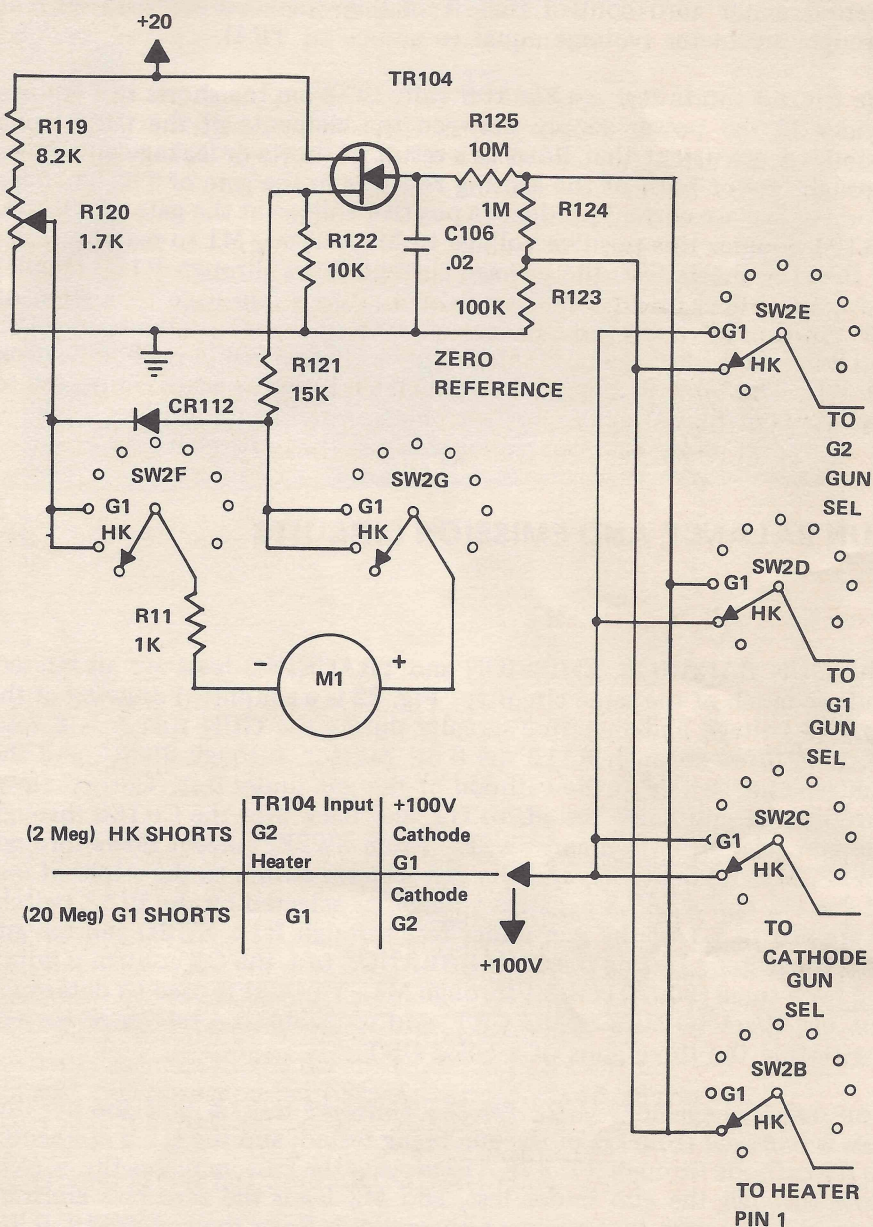 +20
TR104
R119
8.2K
R125
10M
R120
1.7K
1M
R124
R122
10K
C106
.02
100K
R123
SW2E
G1
HK
R121
15K
ZERO
REFERENCE
CR112
TO
G2
GUN
SEL
SW2F
G1
HK
SW2G
G1
HK
SW2D
G1
HK
R11
1K
- M1 +
TO
G1
GUN
SEL
TR104 Input +100V
(2 Meg) HK SHORTS G2 Cathode
Heater G1
Cathode
(20 Meg) G1 SHORTS G1 G2
+100V
SW2C
G1
HK
TO
CATHODE
GUN
SEL
SW2B
G1
HK
TO HEATER
PIN 1